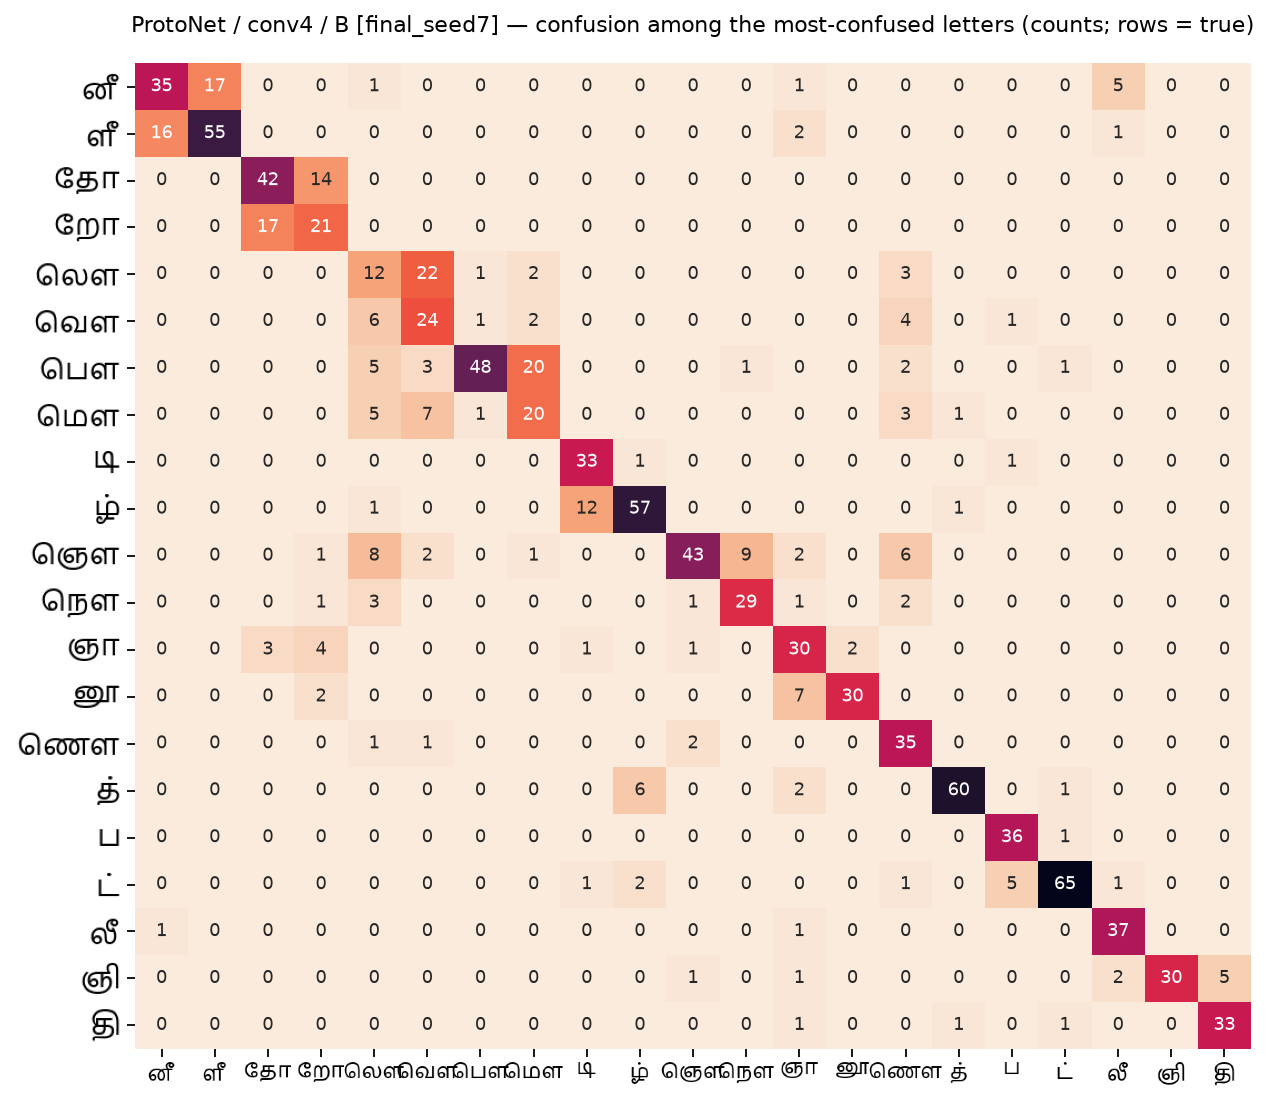 ProtoNet / conv4 / B [final_seed7] — confusion among the most-confused letters (counts; rows = true)
னீ 35 17 0 0 1 0 0 0 0 0 0 0 1 0 0 0 0 0 5 0 0
ளீ 16 55 0 0 0 0 0 0 0 0 0 0 2 0 0 0 0 0 1 0 0
தோ 0 0 42 14 0 0 0 0 0 0 0 0 0 0 0 0 0 0 0 0 0
றோ 0 0 17 21 0 0 0 0 0 0 0 0 0 0 0 0 0 0 0 0 0
லௌ 0 0 0 0 12 22 1 2 0 0 0 0 0 0 3 0 0 0 0 0 0
வௌ 0 0 0 0 6 24 1 2 0 0 0 0 0 0 4 0 1 0 0 0 0
பௌ 0 0 0 0 5 3 48 20 0 0 0 1 0 0 2 0 0 1 0 0 0
மௌ 0 0 0 0 5 7 1 20 0 0 0 0 0 0 3 1 0 0 0 0 0
டி 0 0 0 0 0 0 0 0 33 1 0 0 0 0 0 0 1 0 0 0 0
ழ் 0 0 0 0 1 0 0 0 12 57 0 0 0 0 0 1 0 0 0 0 0
ஞௌ 0 0 0 1 8 2 0 1 0 0 43 9 2 0 6 0 0 0 0 0 0
நௌ 0 0 0 1 3 0 0 0 0 0 1 29 1 0 2 0 0 0 0 0 0
ஞா 0 0 3 4 0 0 0 0 1 0 1 0 30 2 0 0 0 0 0 0 0
னூ 0 0 0 2 0 0 0 0 0 0 0 0 7 30 0 0 0 0 0 0 0
ணௌ 0 0 0 0 1 1 0 0 0 0 2 0 0 0 35 0 0 0 0 0 0
த் 0 0 0 0 0 0 0 0 0 6 0 0 2 0 0 60 0 1 0 0 0
ப 0 0 0 0 0 0 0 0 0 0 0 0 0 0 0 0 36 1 0 0 0
ட் 0 0 0 0 0 0 0 0 1 2 0 0 0 0 1 0 5 65 1 0 0
லீ 1 0 0 0 0 0 0 0 0 0 0 0 1 0 0 0 0 0 37 0 0
ஞி 0 0 0 0 0 0 0 0 0 0 1 0 1 0 0 0 0 0 2 30 5
தி 0 0 0 0 0 0 0 0 0 0 0 0 1 0 0 1 0 1 0 0 33
னீ ளீ தோ றோ லௌ வௌ பௌ மௌ டி ழ் ஞௌ நௌ ஞா னூ ணௌ த் ப ட் லீ ஞி தி